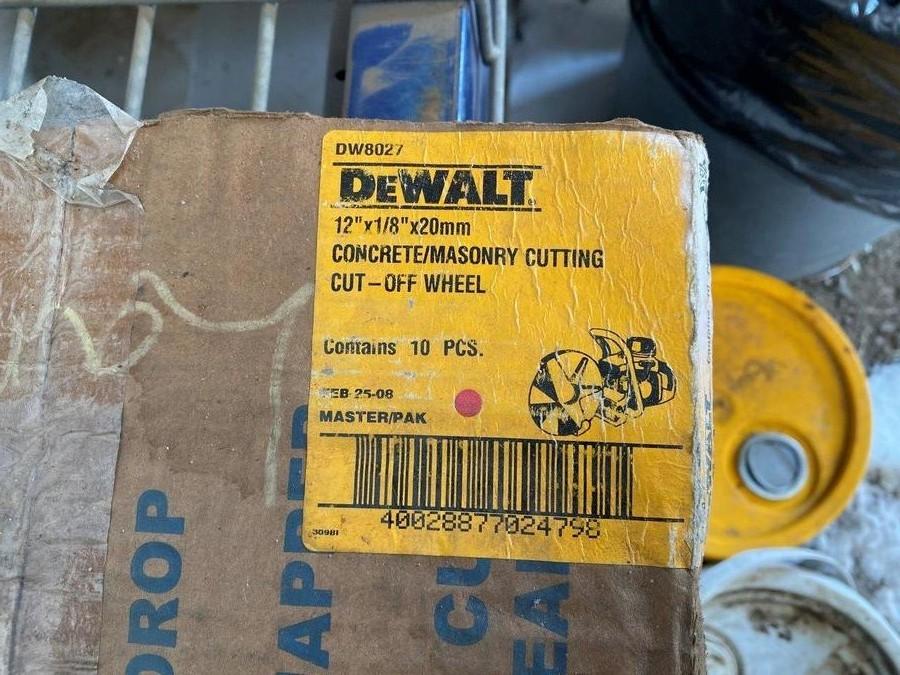 DW8027
DEWALT
12"x1/8"x20mm
CONCRETE/MASONRY CUTTING
CUT-OFF WHEEL
Contains 10 PCS.
FEB-25-08
MASTER/PAK
40028877024798
DROP